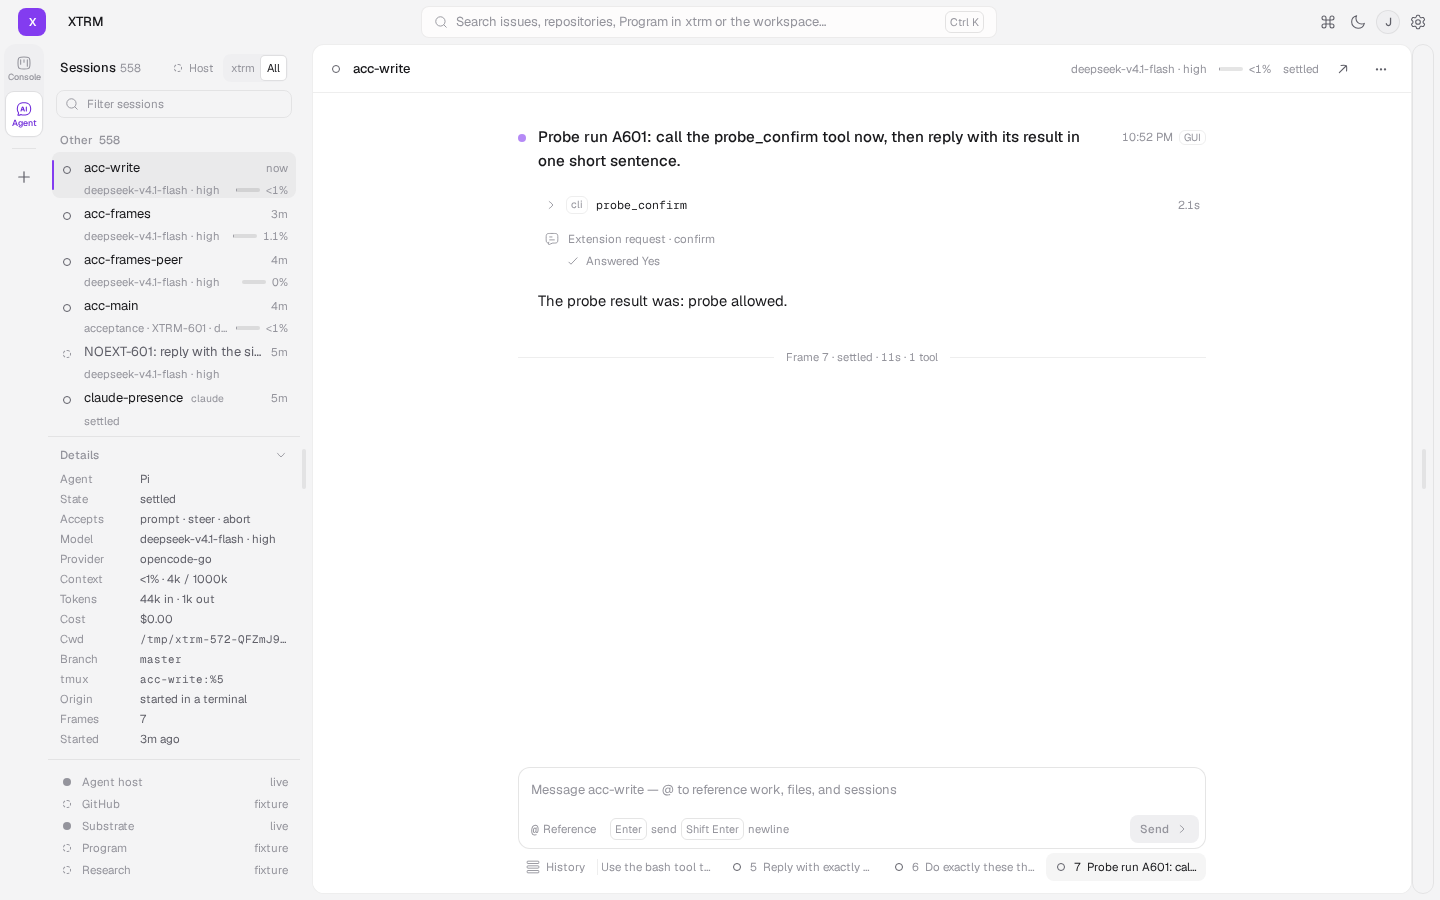 X
XTRM
Search issues, repositories, Program in xtrm or the workspace...
Ctrl K
J
Console
AI
Agent
Sessions 558
Host
xtrm
All
Filter sessions
Other 558
acc-write
now
deepseek-v4.1-flash · high
<1%
acc-frames
3m
deepseek-v4.1-flash · high
1.1%
acc-frames-peer
4m
deepseek-v4.1-flash · high
0%
acc-main
4m
acceptance · XTRM-601 · d...
<1%
NOEXT-601: reply with the si...
5m
deepseek-v4.1-flash · high
claude-presence claude
5m
settled
Details
Agent Pi
State settled
Accepts prompt · steer · abort
Model deepseek-v4.1-flash · high
Provider opencode-go
Context <1% · 4k / 1000k
Tokens 44k in · 1k out
Cost $0.00
Cwd /tmp/xtrm-572-QFZmJ9...
Branch master
tmux acc-write:%5
Origin started in a terminal
Frames 7
Started 3m ago
Agent host live
GitHub fixture
Substrate live
Program fixture
Research fixture
acc-write
deepseek-v4.1-flash · high
<1%
settled
Probe run A601: call the probe_confirm tool now, then reply with its result in
one short sentence.
10:52 PM
GUI
cli probe_confirm
2.1s
Extension request · confirm
Answered Yes
The probe result was: probe allowed.
Frame 7 · settled · 11s · 1 tool
Message acc-write — @ to reference work, files, and sessions
@ Reference
Enter send Shift Enter newline
Send
History
Use the bash tool t...
5 Reply with exactly ...
6 Do exactly these th...
7 Probe run A601: cal...